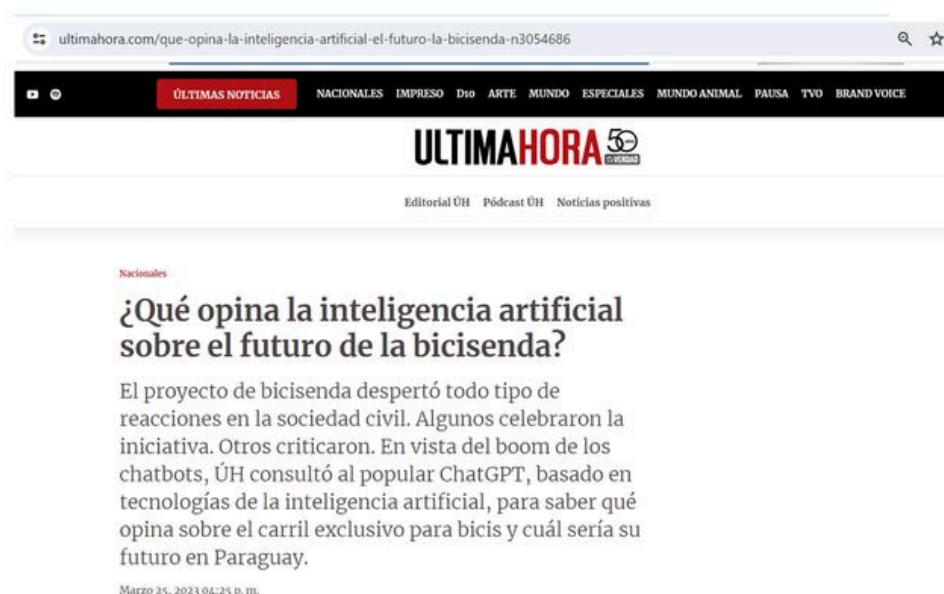 ultimahora.com/que-opina-la-inteligencia-artificial-el-futuro-la-bicisenda-n3054686
ÚLTIMAS NOTICIAS NACIONALES IMPRESO D10 ARTE MUNDO ESPECIALES MUNDO ANIMAL PAUSA TVO BRAND VOICE
ULTIMAHORA 50
Editorial ÚH Pódcast ÚH Noticias positivas
Nacionales
¿Qué opina la inteligencia artificial
sobre el futuro de la bicisenda?
El proyecto de bicisenda despertó todo tipo de
reacciones en la sociedad civil. Algunos celebraron la
iniciativa. Otros criticaron. En vista del boom de los
chatbots, ÚH consultó al popular ChatGPT, basado en
tecnologías de la inteligencia artificial, para saber qué
opina sobre el carril exclusivo para bicis y cuál sería su
futuro en Paraguay.
Marzo 25, 2023 04:25 p. m.